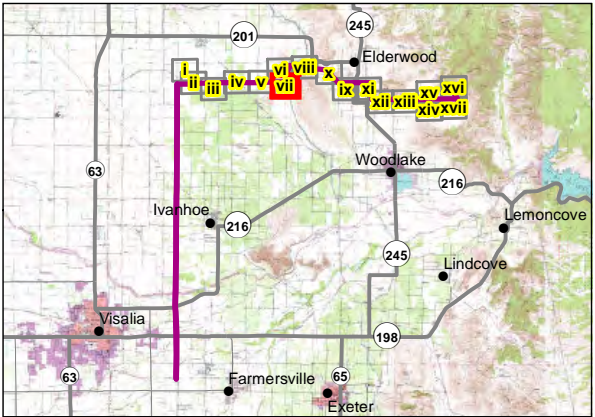 245
201
Elderwood
i
ii
iii
iv
v
vi
vii
viii
x
ix
xi
xii
xiii
xv
xvi
xiv
xvii
63
Woodlake
216
Ivanhoe
216
Lemoncove
245
Lindcove
Visalia
198
63
Farmersville
65
Exeter